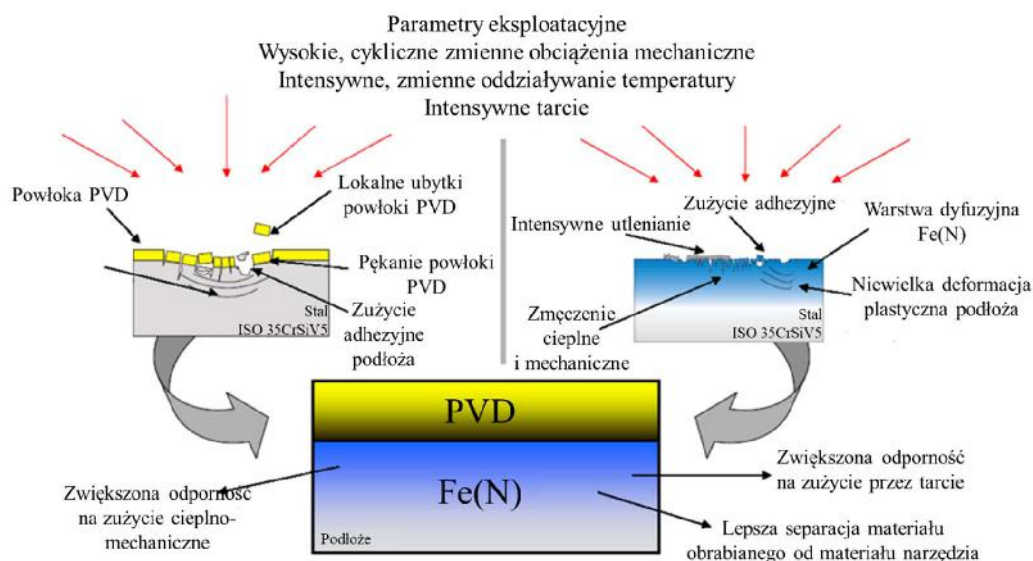 Parametry eksploatacyjne
Wysokie, cykliczne zmienne obciążenia mechaniczne
Intensywne, zmienne oddziaływanie temperatury
Intensywne tarcie
Powłoka PVD
Lokalne ubytki
powłoki PVD
Pękanie powłoki
PVD
Zużycie
adhezyjne
podłoża
Stal
ISO 35CrSiV5
Zużycie adhezyjne
Intensywne utlenianie
Warstwa dyfuzyjna
Fe(N)
Niewielka deformacja
plastyczna podłoża
Zmęczenie
cieplne
i mechaniczne
Stal
ISO 35CrSiV5
PVD
Fe(N)
Podłoże
Zwiększona odporność
na zużycie cieplno-
mechaniczne
Zwiększona odporność
na zużycie przez tarcie
Lepsza separacja materiału
obrabianego od materiału narzędzia